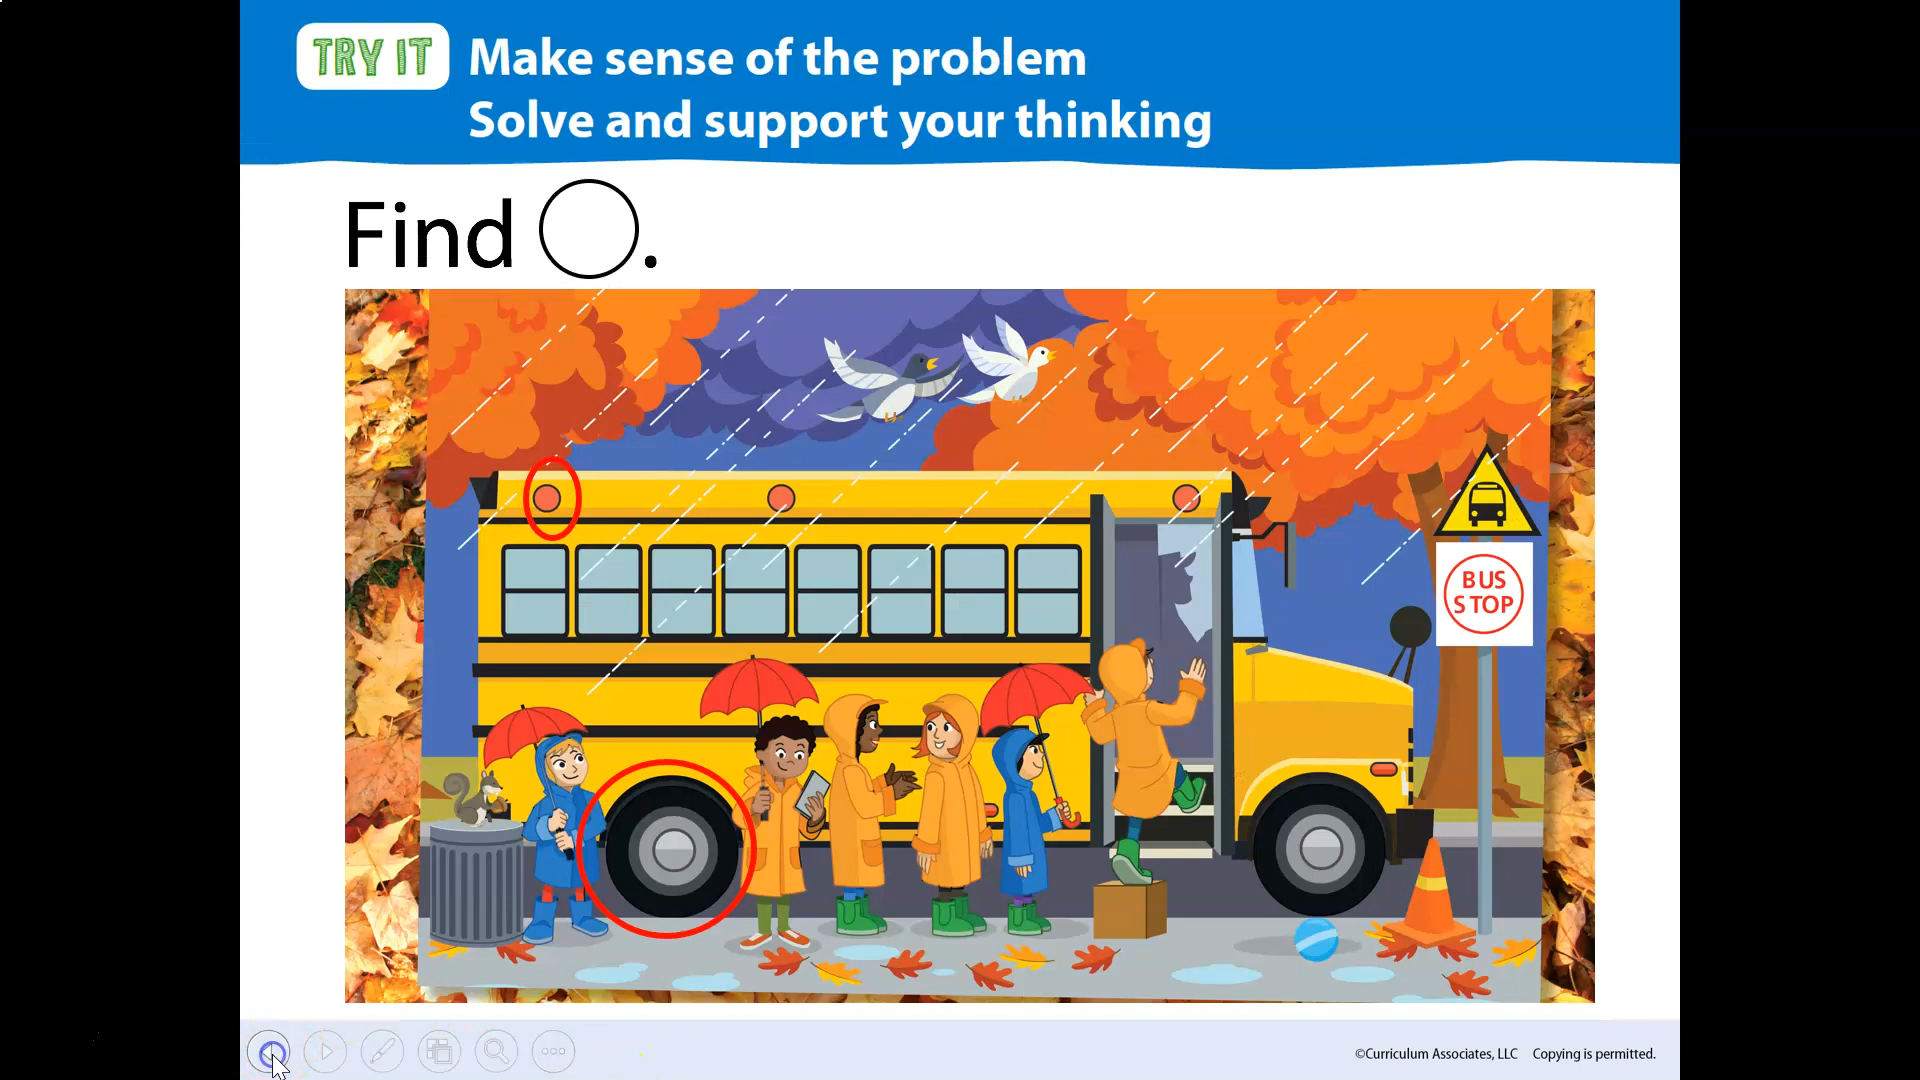 TRY IT Make sense of the problem
Solve and support your thinking
Find .
BUS
STOP
©Curriculum Associates, LLC Copying is permitted.